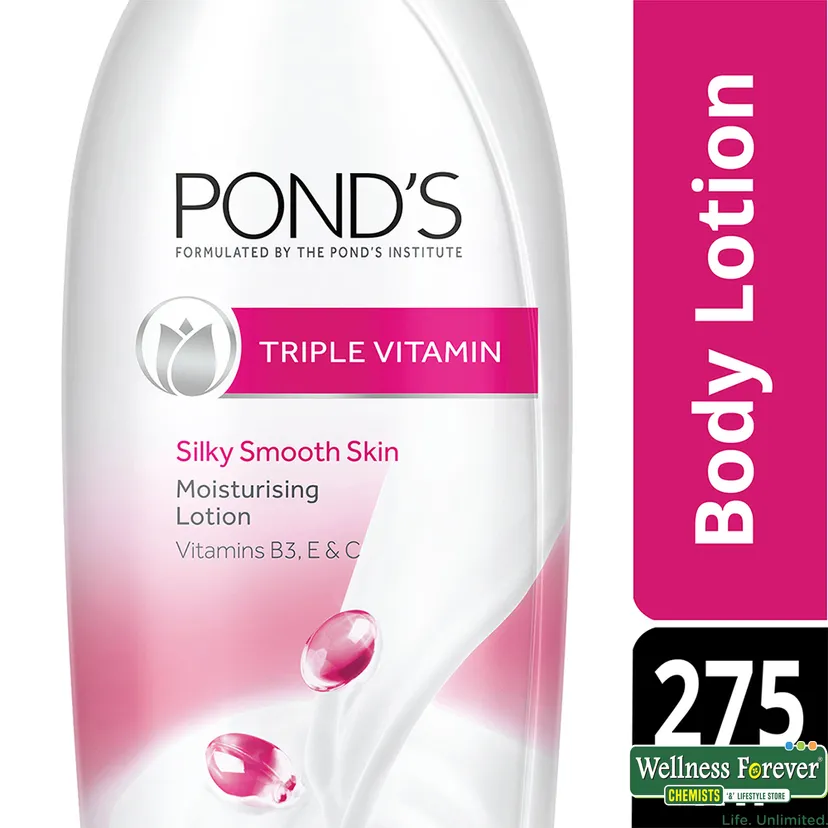 POND'S
FORMULATED BY THE POND'S INSTITUTE
TRIPLE VITAMIN
Silky Smooth Skin
Moisturising
Lotion
Vitamins B3, E & C
Body Lotion
275
Wellness Forever
CHEMISTS '&' LIFESTYLE STORE
Life. Unlimited.